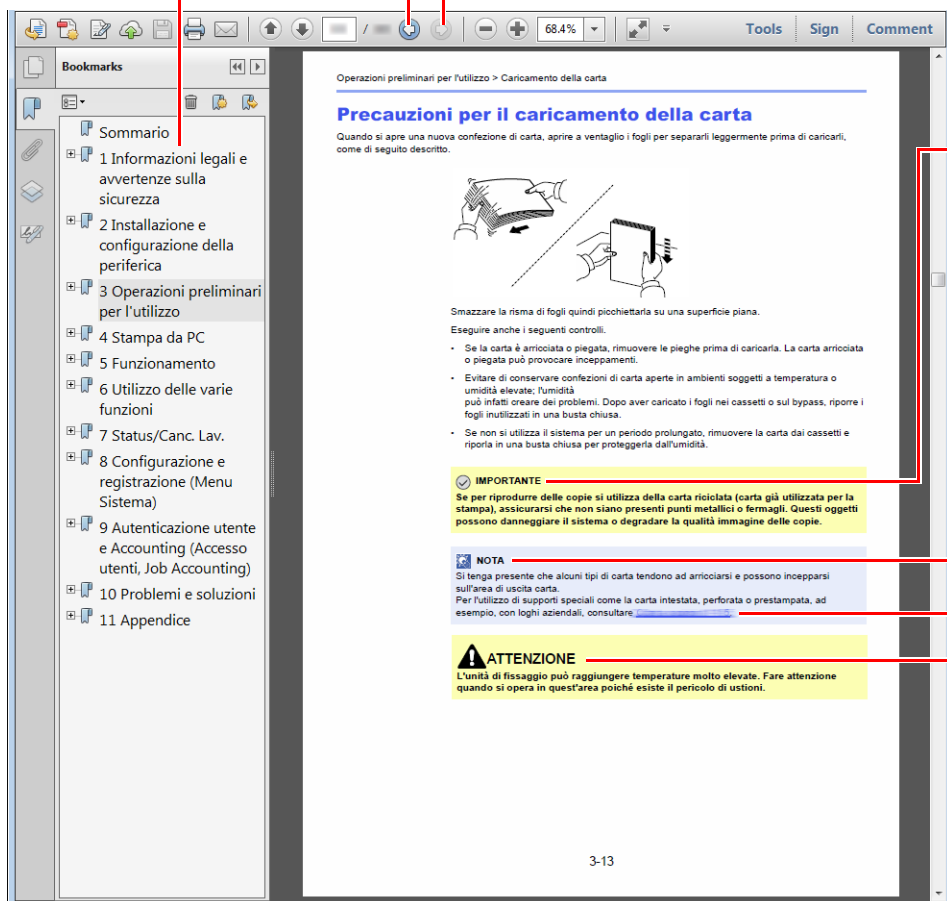 /
68.4%
Tools
Sign
Comment
Bookmarks
Sommario
1 Informazioni legali e
avvertenze sulla
sicurezza
2 Installazione e
configurazione della
periferica
3 Operazioni preliminari
per l'utilizzo
4 Stampa da PC
5 Funzionamento
6 Utilizzo delle varie
funzioni
7 Status/Canc. Lav.
8 Configurazione e
registrazione (Menu
Sistema)
9 Autenticazione utente
e Accounting (Accesso
utenti, Job Accounting)
10 Problemi e soluzioni
11 Appendice
Operazioni preliminari per l'utilizzo > Caricamento della carta
Precauzioni per il caricamento della carta
Quando si apre una nuova confezione di carta, aprire a ventaglio i fogli per separarli leggermente prima di caricarli,
come di seguito descritto.
Smazzare la risma di fogli quindi picchiettarla su una superficie piana.
Eseguire anche i seguenti controlli.
• Se la carta è arricciata o piegata, rimuovere le pieghe prima di caricarla. La carta arricciata
o piegata può provocare inceppamenti.
• Evitare di conservare confezioni di carta aperte in ambienti soggetti a temperatura o
umidità elevate; l'umidità
può infatti creare dei problemi. Dopo aver caricato i fogli nei cassetti o sul bypass, riporre i
fogli inutilizzati in una busta chiusa.
• Se non si utilizza il sistema per un periodo prolungato, rimuovere la carta dai cassetti e
riporla in una busta chiusa per proteggerla dall'umidità.
IMPORTANTE
Se per riprodurre delle copie si utilizza della carta riciclata (carta già utilizzata per la
stampa), assicurarsi che non siano presenti punti metallici o fermagli. Questi oggetti
possono danneggiare il sistema o degradare la qualità immagine delle copie.
NOTA
Si tenga presente che alcuni tipi di carta tendono ad arricciarsi e possono incepparsi
sull'area di uscita carta.
Per l'utilizzo di supporti speciali come la carta intestata, perforata o prestampata, ad
esempio, con loghi aziendali, consultare
ATTENZIONE
L'unità di fissaggio può raggiungere temperature molto elevate. Fare attenzione
quando si opera in quest'area poiché esiste il pericolo di ustioni.
3-13